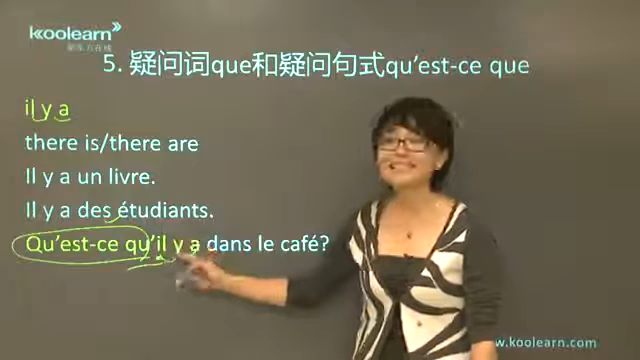 koolearn
新东方在线
5. 疑问词que和疑问句式qu'est-ce que
il y a
there is/there are
Il y a un livre.
Il y a des étudiants.
Qu'est-ce qu'il y a dans le café?
w.koolearn.com